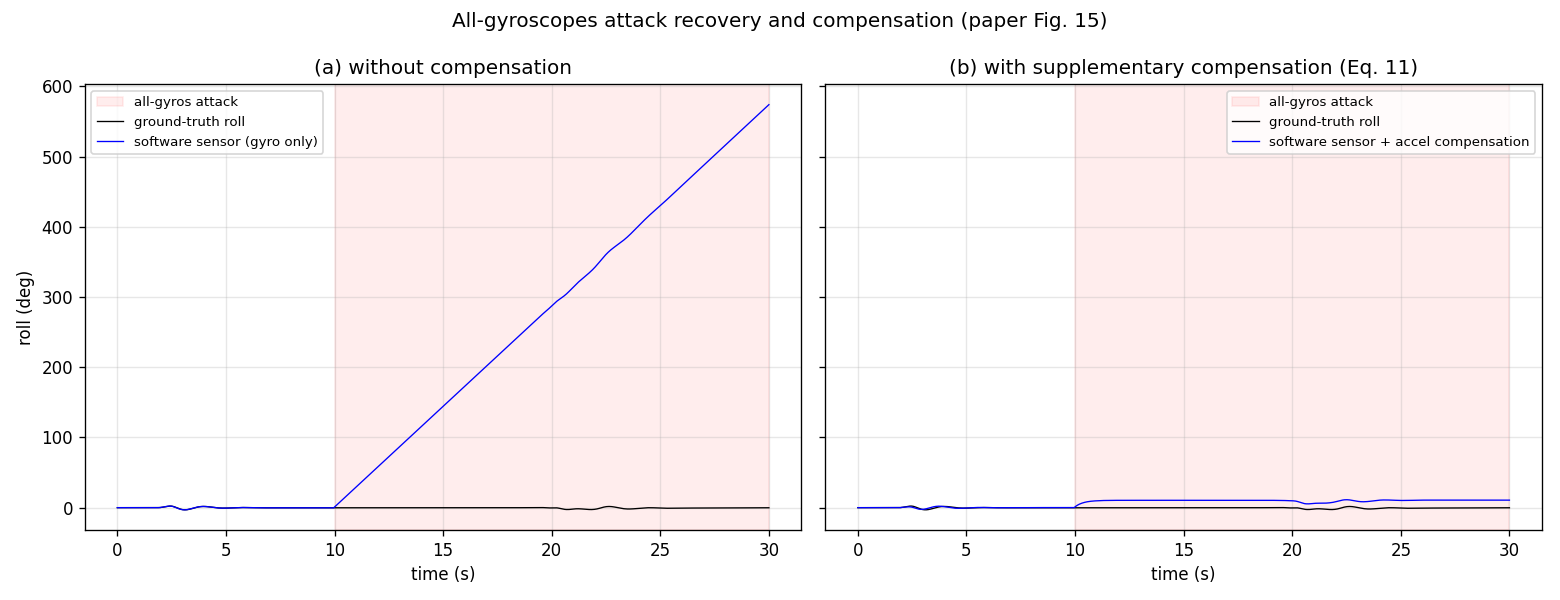 All-gyroscopes attack recovery and compensation (paper Fig. 15)
(a) without compensation
all-gyros attack
ground-truth roll
software sensor (gyro only)
roll (deg)
600
500
400
300
200
100
0
0 5 10 15 20 25 30
time (s)
(b) with supplementary compensation (Eq. 11)
all-gyros attack
ground-truth roll
software sensor + accel compensation
0 5 10 15 20 25 30
time (s)